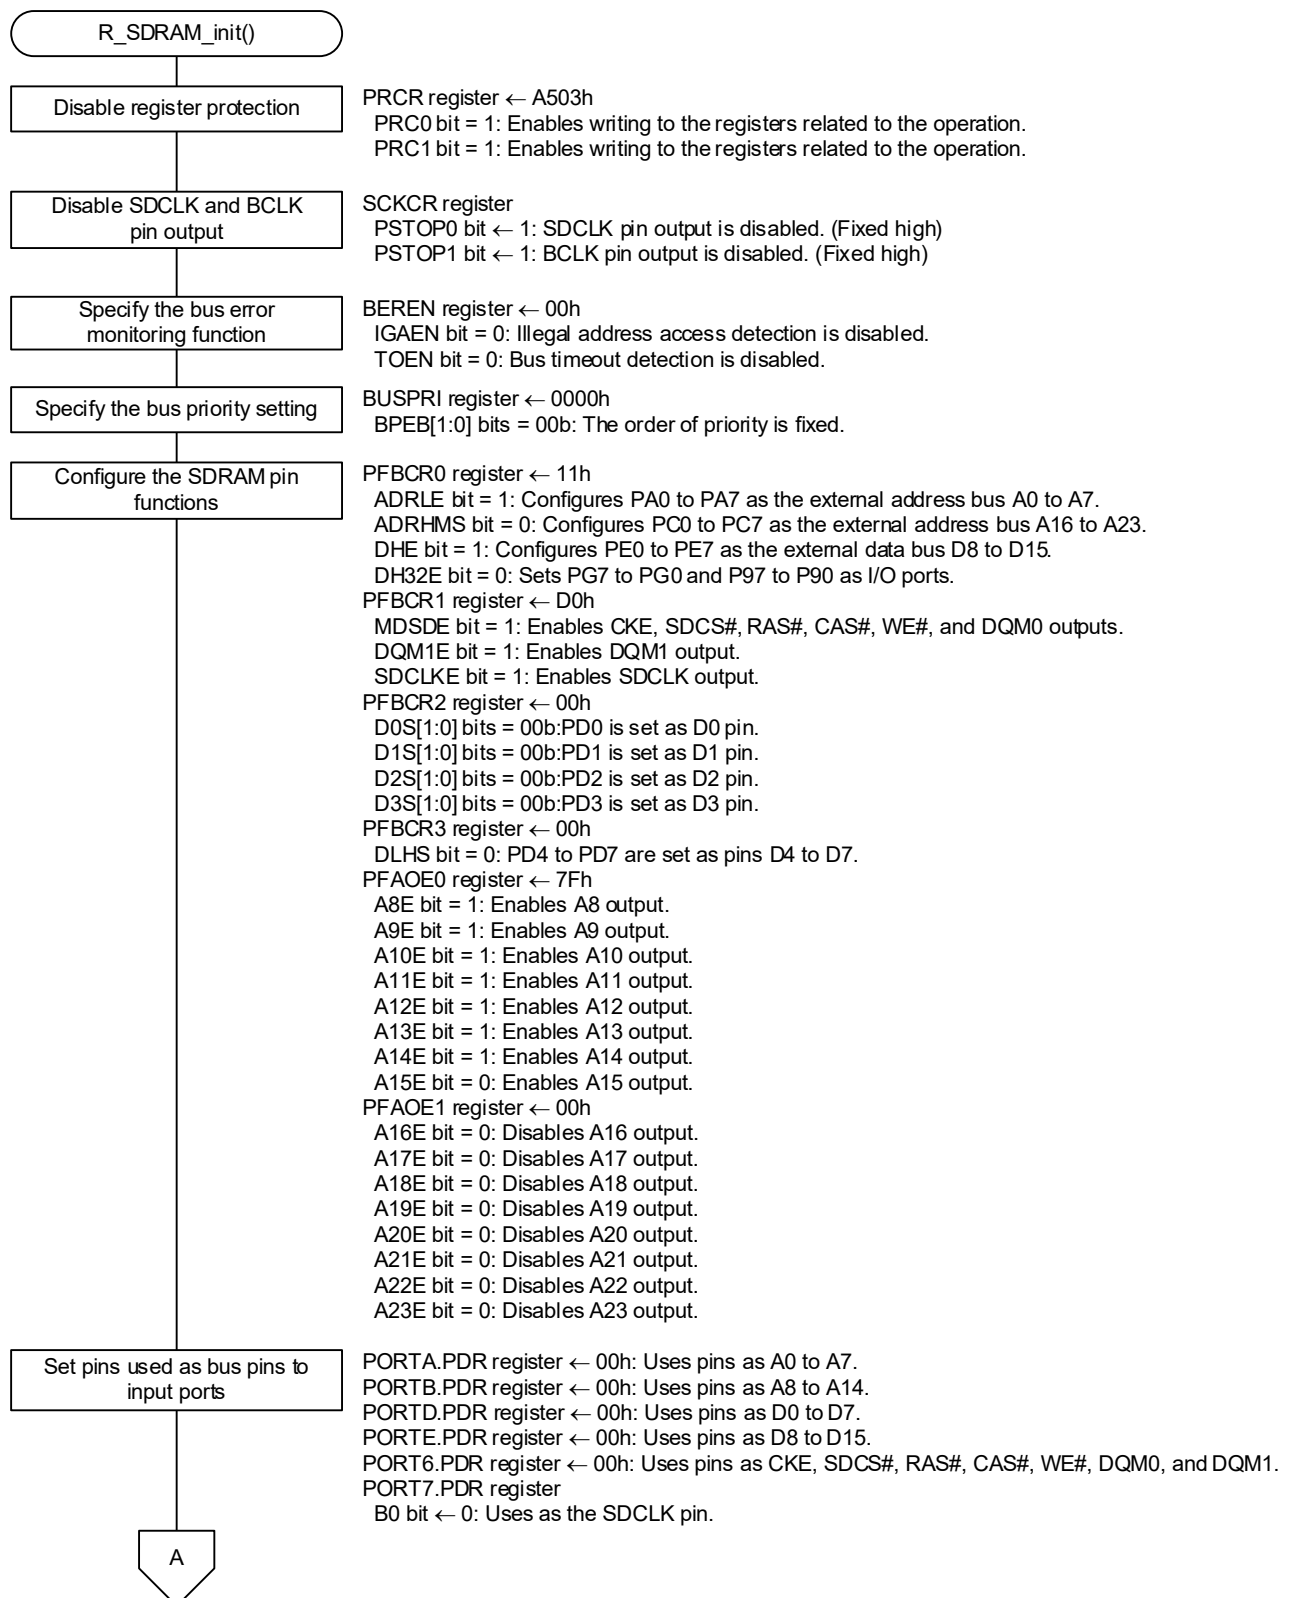 R_SDRAM_init()
Disable register protection
PRCR register ← A503h
PRC0 bit = 1: Enables writing to the registers related to the operation.
PRC1 bit = 1: Enables writing to the registers related to the operation.
Disable SDCLK and BCLK
pin output
SCKCR register
PSTOP0 bit ← 1: SDCLK pin output is disabled. (Fixed high)
PSTOP1 bit ← 1: BCLK pin output is disabled. (Fixed high)
Specify the bus error
monitoring function
BEREN register ← 00h
IGAEN bit = 0: Illegal address access detection is disabled.
TOEN bit = 0: Bus timeout detection is disabled.
Specify the bus priority setting
BUSPRI register ← 0000h
BPEB[1:0] bits = 00b: The order of priority is fixed.
Configure the SDRAM pin
functions
PFBCR0 register ← 11h
ADRLE bit = 1: Configures PA0 to PA7 as the external address bus A0 to A7.
ADRHMS bit = 0: Configures PC0 to PC7 as the external address bus A16 to A23.
DHE bit = 1: Configures PE0 to PE7 as the external data bus D8 to D15.
DH32E bit = 0: Sets PG7 to PG0 and P97 to P90 as I/O ports.
PFBCR1 register ← D0h
MDSDE bit = 1: Enables CKE, SDCS#, RAS#, CAS#, WE#, and DQM0 outputs.
DQM1E bit = 1: Enables DQM1 output.
SDCLKE bit = 1: Enables SDCLK output.
PFBCR2 register ← 00h
D0S[1:0] bits = 00b:PD0 is set as D0 pin.
D1S[1:0] bits = 00b:PD1 is set as D1 pin.
D2S[1:0] bits = 00b:PD2 is set as D2 pin.
D3S[1:0] bits = 00b:PD3 is set as D3 pin.
PFBCR3 register ← 00h
DLHS bit = 0: PD4 to PD7 are set as pins D4 to D7.
PFAOE0 register ← 7Fh
A8E bit = 1: Enables A8 output.
A9E bit = 1: Enables A9 output.
A10E bit = 1: Enables A10 output.
A11E bit = 1: Enables A11 output.
A12E bit = 1: Enables A12 output.
A13E bit = 1: Enables A13 output.
A14E bit = 1: Enables A14 output.
A15E bit = 0: Enables A15 output.
PFAOE1 register ← 00h
A16E bit = 0: Disables A16 output.
A17E bit = 0: Disables A17 output.
A18E bit = 0: Disables A18 output.
A19E bit = 0: Disables A19 output.
A20E bit = 0: Disables A20 output.
A21E bit = 0: Disables A21 output.
A22E bit = 0: Disables A22 output.
A23E bit = 0: Disables A23 output.
Set pins used as bus pins to
input ports
PORTA.PDR register ← 00h: Uses pins as A0 to A7.
PORTB.PDR register ← 00h: Uses pins as A8 to A14.
PORTD.PDR register ← 00h: Uses pins as D0 to D7.
PORTE.PDR register ← 00h: Uses pins as D8 to D15.
PORT6.PDR register ← 00h: Uses pins as CKE, SDCS#, RAS#, CAS#, WE#, DQM0, and DQM1.
PORT7.PDR register
B0 bit ← 0: Uses as the SDCLK pin.
A